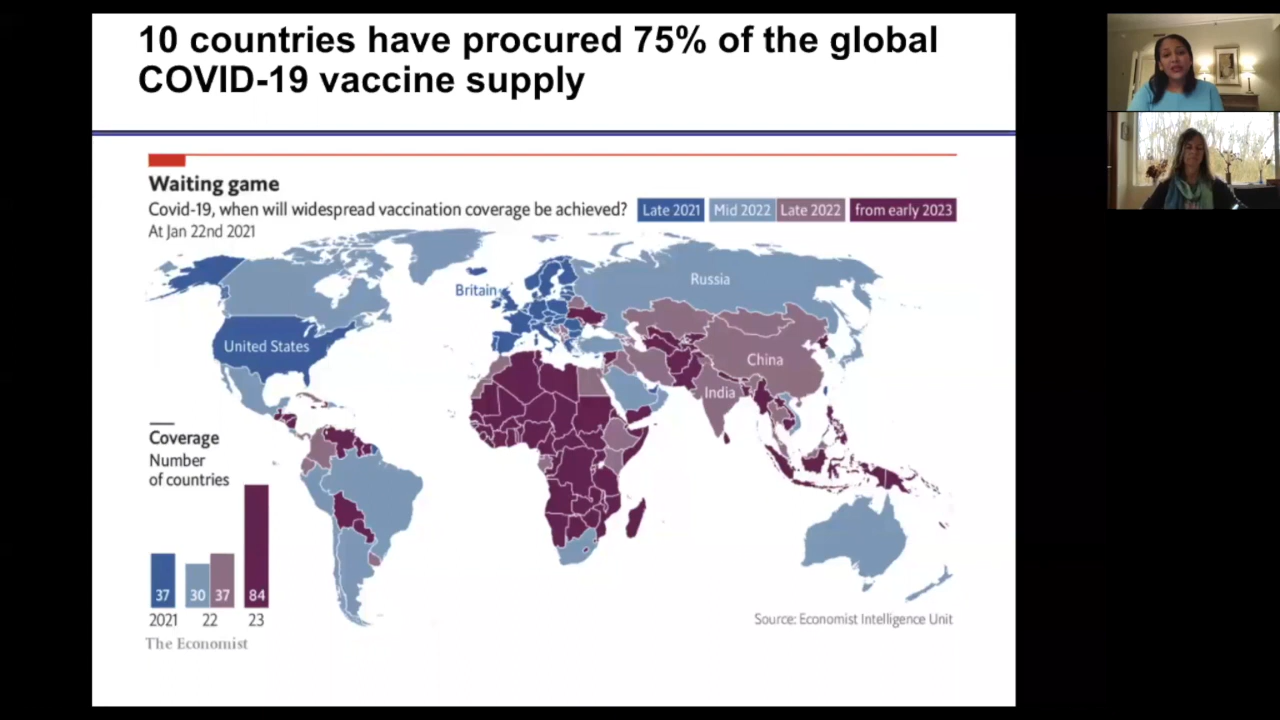 10 countries have procured 75% of the global
COVID-19 vaccine supply
Waiting game
Covid-19, when will widespread vaccination coverage be achieved?
Late 2021
Mid 2022
Late 2022
from early 2023
At Jan 22nd 2021
Russia
Britain
United States
China
India
Coverage
Number
of countries
37
30
37
84
2021
22
23
Source: Economist Intelligence Unit
The Economist